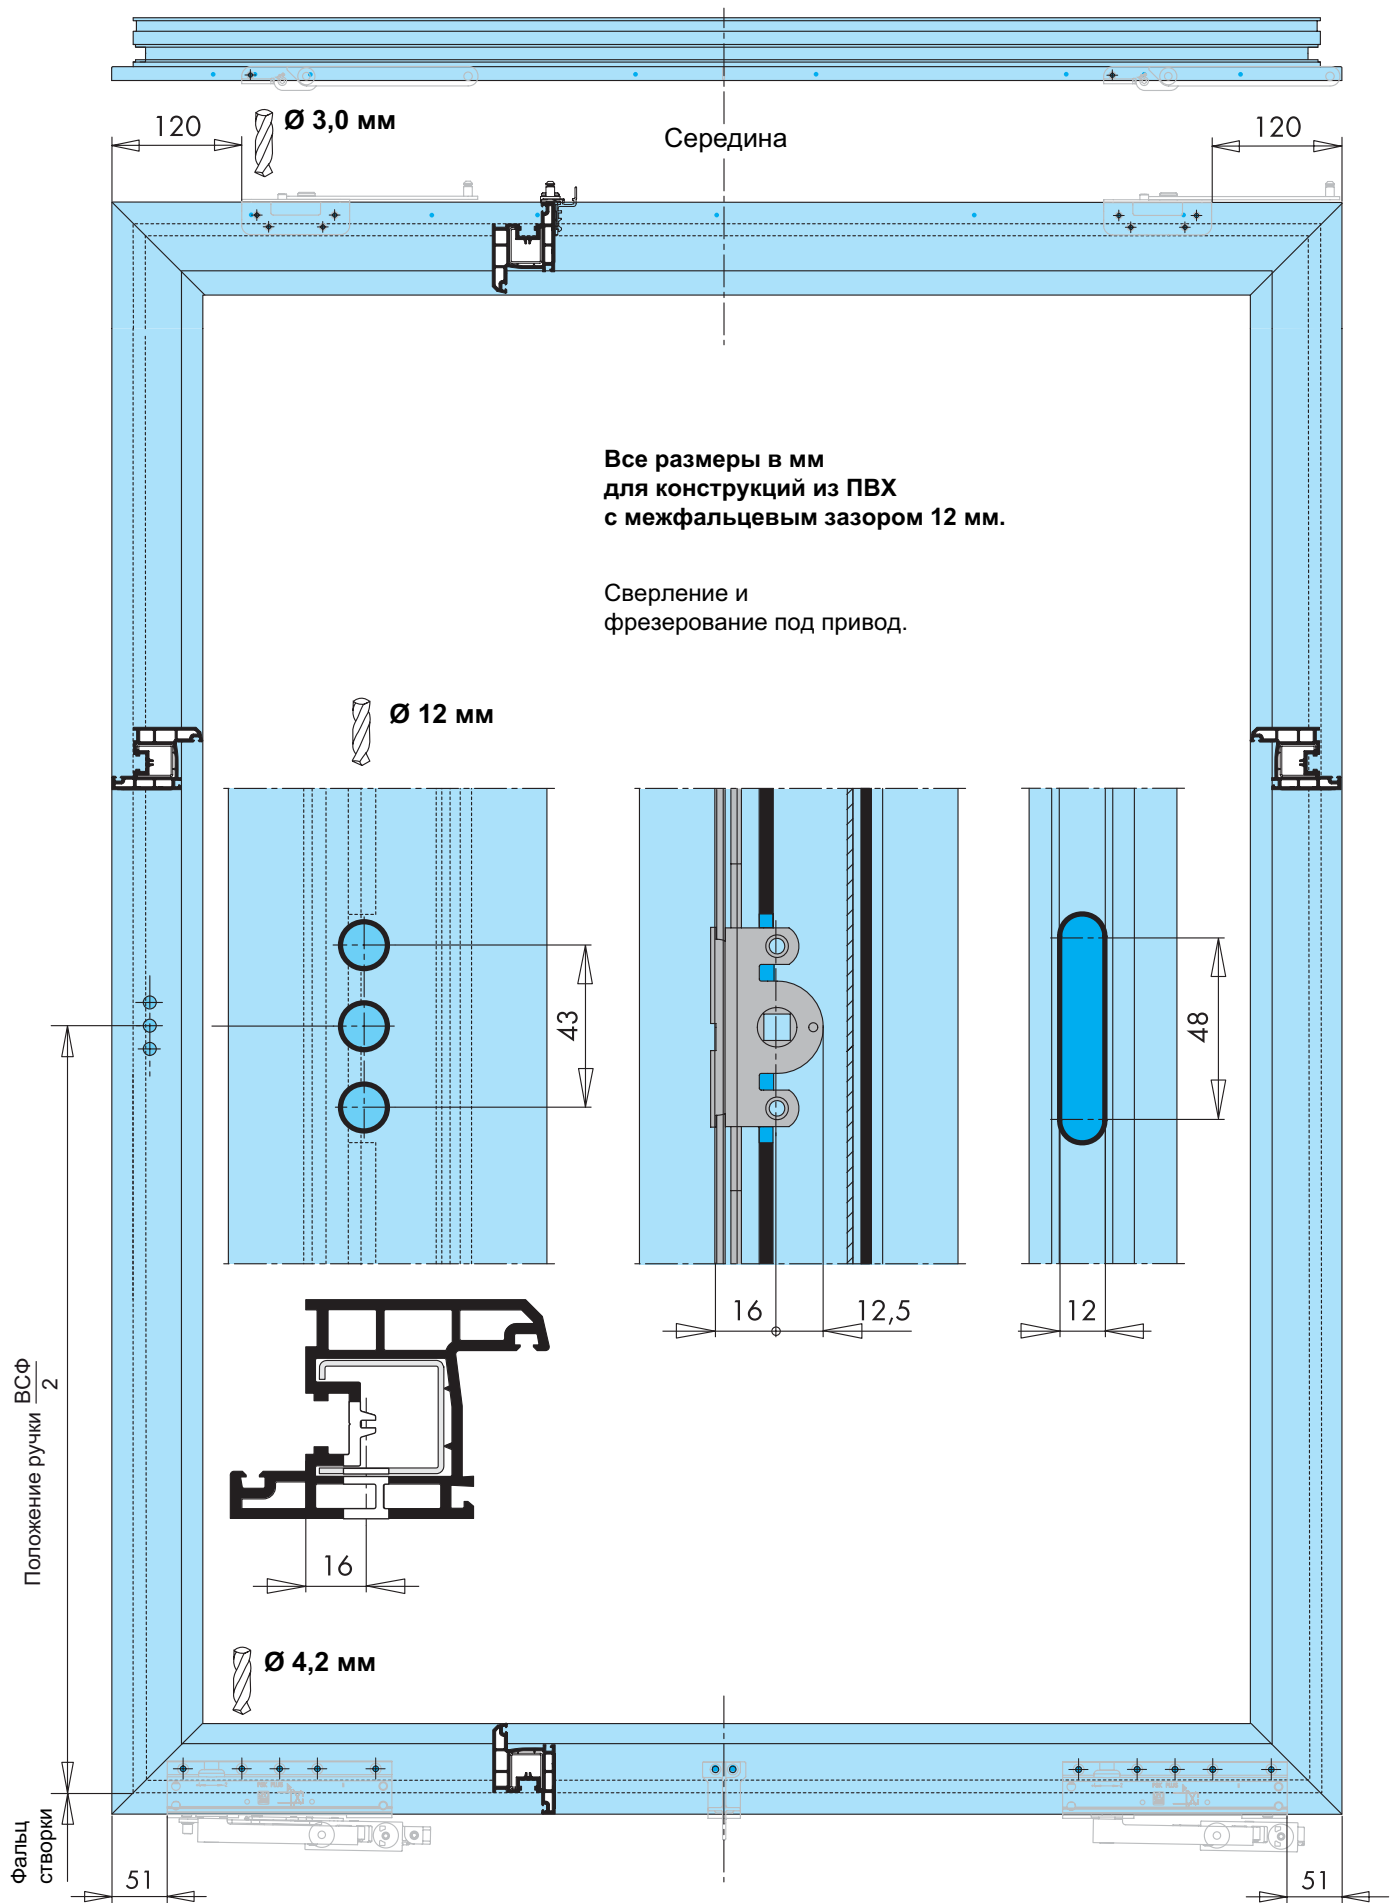 120
Ø 3,0 мм
Середина
120
Все размеры в мм
для конструкций из ПВХ
с межфальцевым зазором 12 мм.
Сверление и
фрезерование под привод.
Ø 12 мм
43
48
16
12,5
12
Положение ручки ВСФ
2
16
Ø 4,2 мм
Фальц
створки
51
51